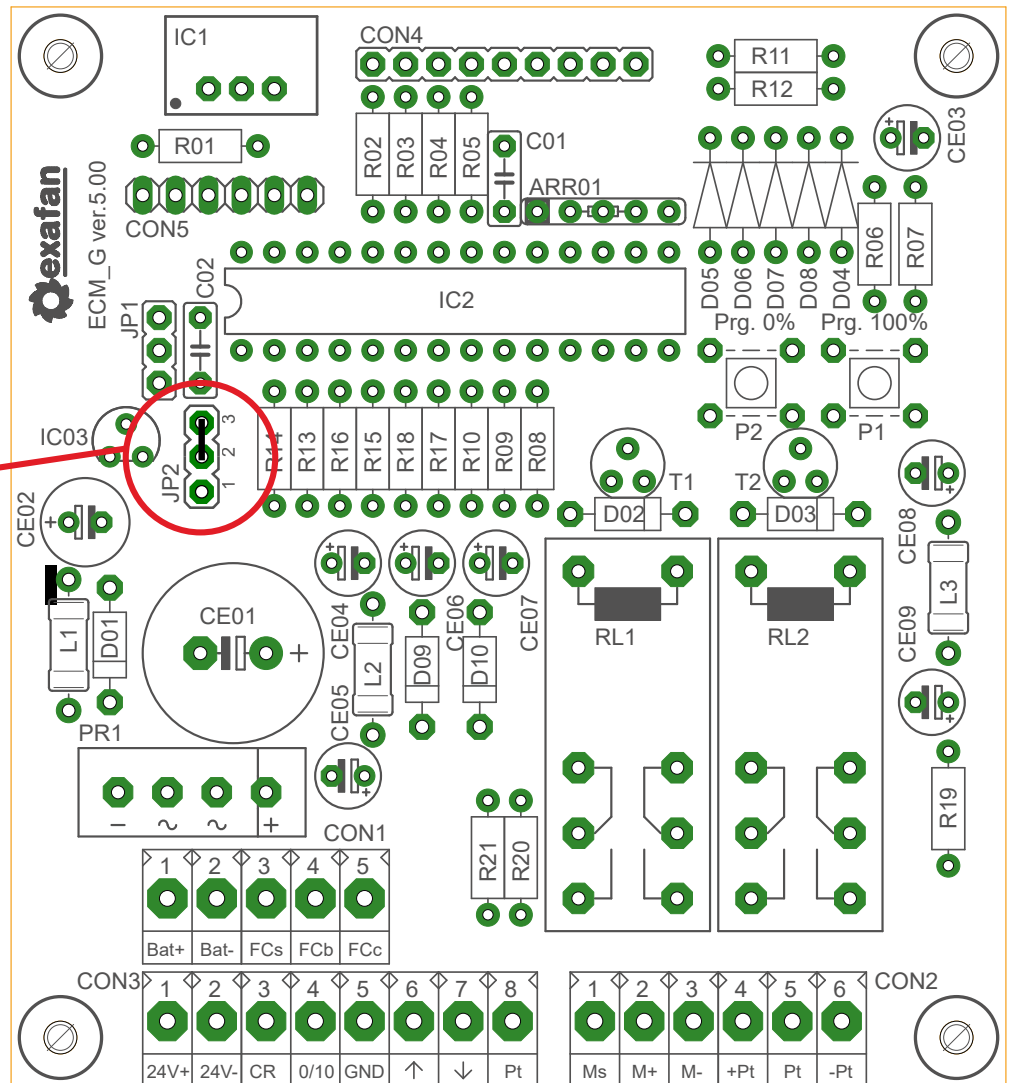 IC1
CON4
R11
R12
CE03
R01
R02
R03
R04
R05
C01
ARR01
CON5
exafan
ECM_G ver.5.00
D05
D06
D07
D08
D04
R06
R07
C02
IC2
JP1
Prg. 0%
Prg. 100%
P2
P1
IC03
JP2
3
2
1
R14
R13
R16
R15
R18
R17
R10
R09
R08
T1
T2
D02
D03
CE02
CE08
L1
D01
CE01
+
CE04
L2
CE05
D09
CE06
D10
CE07
RL1
RL2
L3
CE09
PR1
− ~ ~ +
CON1
R21
R20
R19
1 2 3 4 5
Bat+ Bat- FCs FCb FCc
CON3
1 2 3 4 5 6 7 8
24V+ 24V- CR 0/10 GND ↑ ↓ Pt
CON2
1 2 3 4 5 6
Ms M+ M- +Pt Pt -Pt